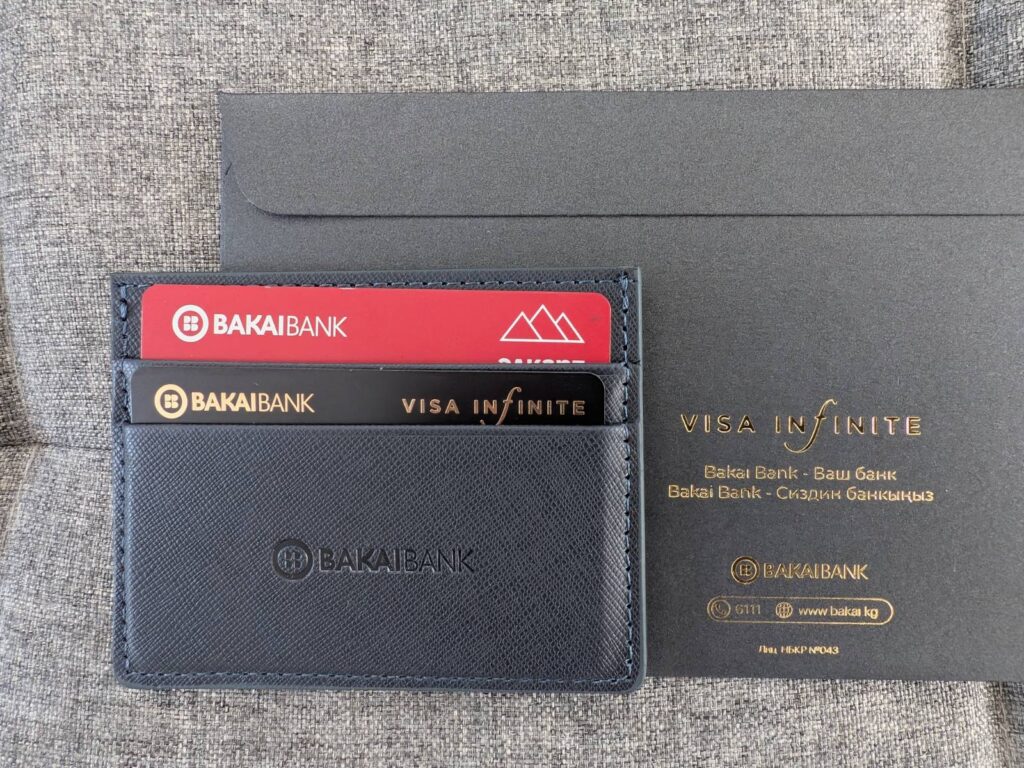 BAKAIBANK
BAKAIBANK
VISA INFINITE
BAKAIBANK
VISA INFINITE
Bakai Bank - Ваш банк
Bakai Bank - Сиздин банкыңыз
BAKAIBANK
6111 www.bakai.kg
Лиц. НБКР №043